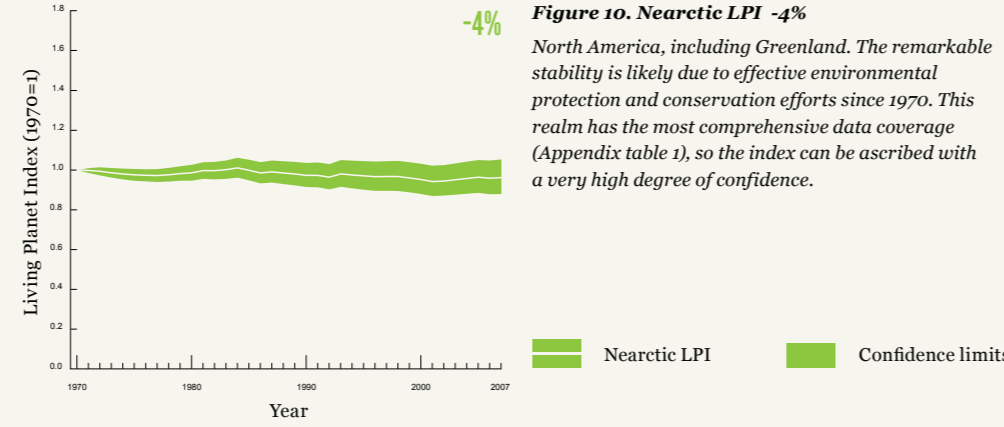 -4%
1.8
1.6
1.4
1.2
1.0
0.8
0.6
0.4
0.2
0.0
Living Planet Index (1970=1)
1970
1980
1990
2000
2007
Year
Figure 10. Nearctic LPI -4%
North America, including Greenland. The remarkable
stability is likely due to effective environmental
protection and conservation efforts since 1970. This
realm has the most comprehensive data coverage
(Appendix table 1), so the index can be ascribed with
a very high degree of confidence.
Nearctic LPI
Confidence limits